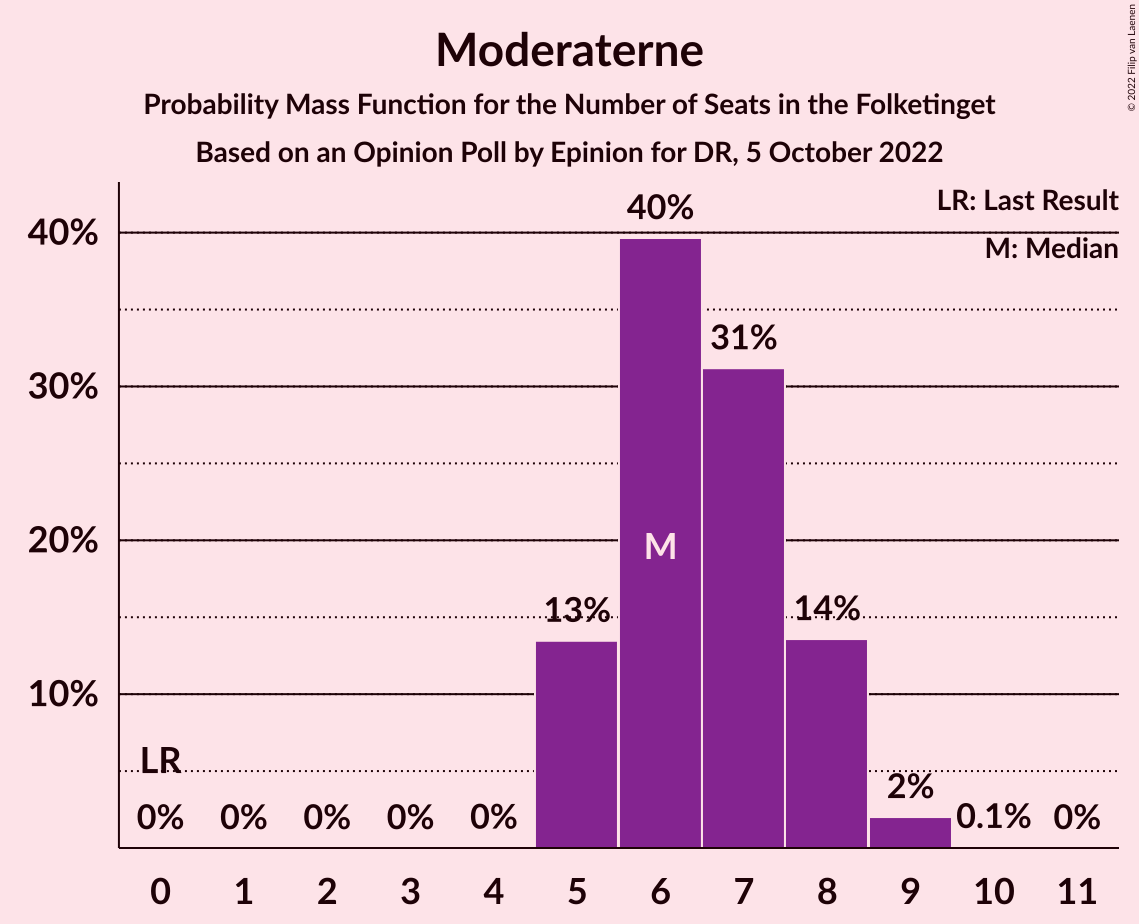 Moderaterne
Probability Mass Function for the Number of Seats in the Folketinget
Based on an Opinion Poll by Epinion for DR, 5 October 2022
© 2022 Filip van Laenen
LR: Last Result
M: Median
40%
30%
20%
10%
LR
0%
0%
0%
0%
0%
13%
40%
M
31%
14%
2%
0.1%
0%
0 1 2 3 4 5 6 7 8 9 10 11